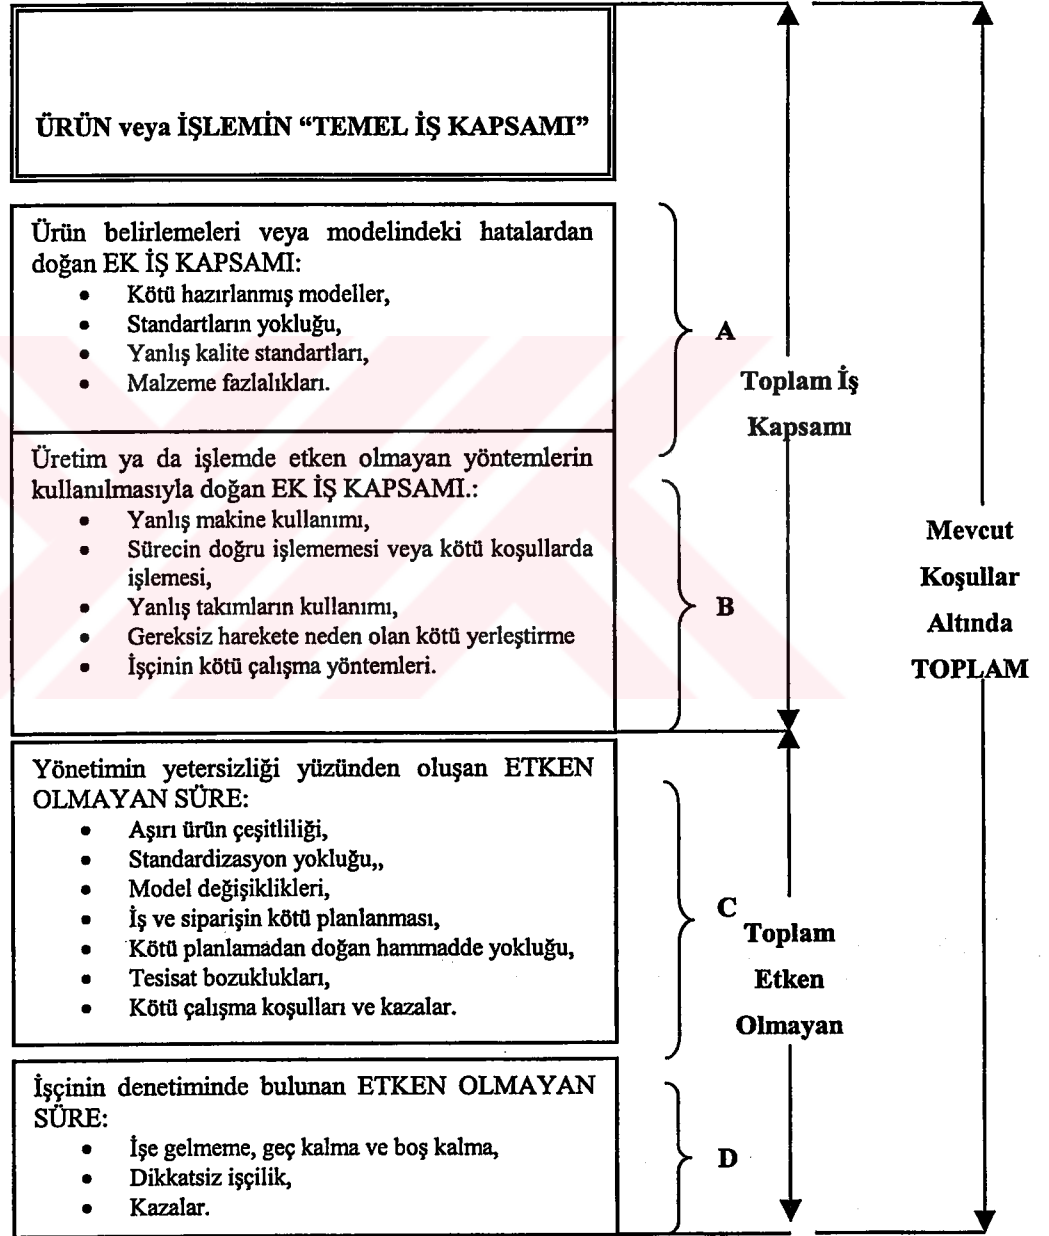 ÜRÜN veya İŞLEMİN “TEMEL İŞ KAPSAMI”
Ürün belirlemeleri veya modelindeki hatalardan
doğan EK İŞ KAPSAMI:
• Kötü hazırlanmış modeller,
• Standartların yokluğu,
• Yanlış kalite standartları,
• Malzeme fazlalıkları.
A
Toplam İş
Kapsamı
Üretim ya da işlemde etken olmayan yöntemlerin
kullanılmasıyla doğan EK İŞ KAPSAMI.:
• Yanlış makine kullanımı,
• Sürecin doğru işlememesi veya kötü koşullarda
işlemesi,
• Yanlış takımların kullanımı,
• Gereksiz harekete neden olan kötü yerleştirme
• İşçinin kötü çalışma yöntemleri.
B
Mevcut
Koşullar
Altında
TOPLAM
Yönetimin yetersizliği yüzünden oluşan ETKEN
OLMAYAN SÜRE:
• Aşırı ürün çeşitliliği,
• Standardizasyon yokluğu,,
• Model değişiklikleri,
• İş ve siparişin kötü planlanması,
• Kötü planlamadan doğan hammadde yokluğu,
• Tesisat bozuklukları,
• Kötü çalışma koşulları ve kazalar.
C
Toplam
Etken
Olmayan
İşçinin denetiminde bulunan ETKEN OLMAYAN
SÜRE:
• İşe gelmeme, geç kalma ve boş kalma,
• Dikkatsiz işçilik,
• Kazalar.
D